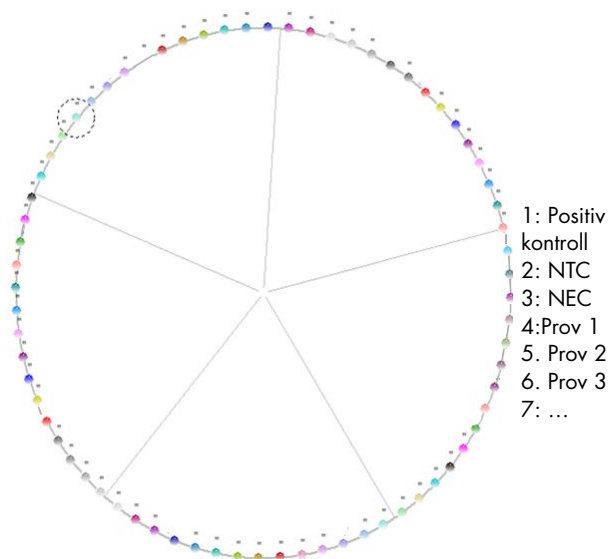 1: Positiv
kontroll
2: NTC
3: NEC
4:Prov 1
5. Prov 2
6. Prov 3
7: ...